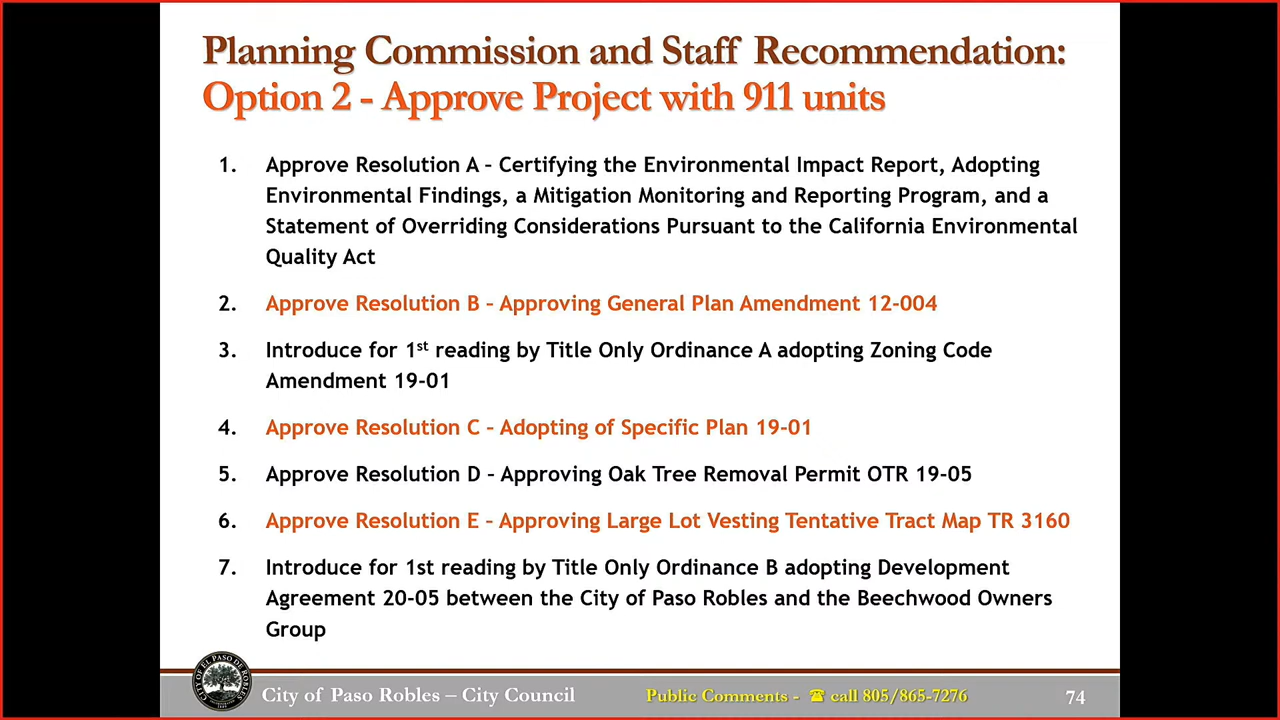 Planning Commission and Staff Recommendation:
Option 2 - Approve Project with 911 units
1. Approve Resolution A – Certifying the Environmental Impact Report, Adopting
Environmental Findings, a Mitigation Monitoring and Reporting Program, and a
Statement of Overriding Considerations Pursuant to the California Environmental
Quality Act
2. Approve Resolution B – Approving General Plan Amendment 12-004
3. Introduce for 1st reading by Title Only Ordinance A adopting Zoning Code
Amendment 19-01
4. Approve Resolution C – Adopting of Specific Plan 19-01
5. Approve Resolution D – Approving Oak Tree Removal Permit OTR 19-05
6. Approve Resolution E – Approving Large Lot Vesting Tentative Tract Map TR 3160
7. Introduce for 1st reading by Title Only Ordinance B adopting Development
Agreement 20-05 between the City of Paso Robles and the Beechwood Owners
Group
CITY OF EL PASO DE ROBLES
City of Paso Robles – City Council
Public Comments - ☎ call 805/865-7276
74